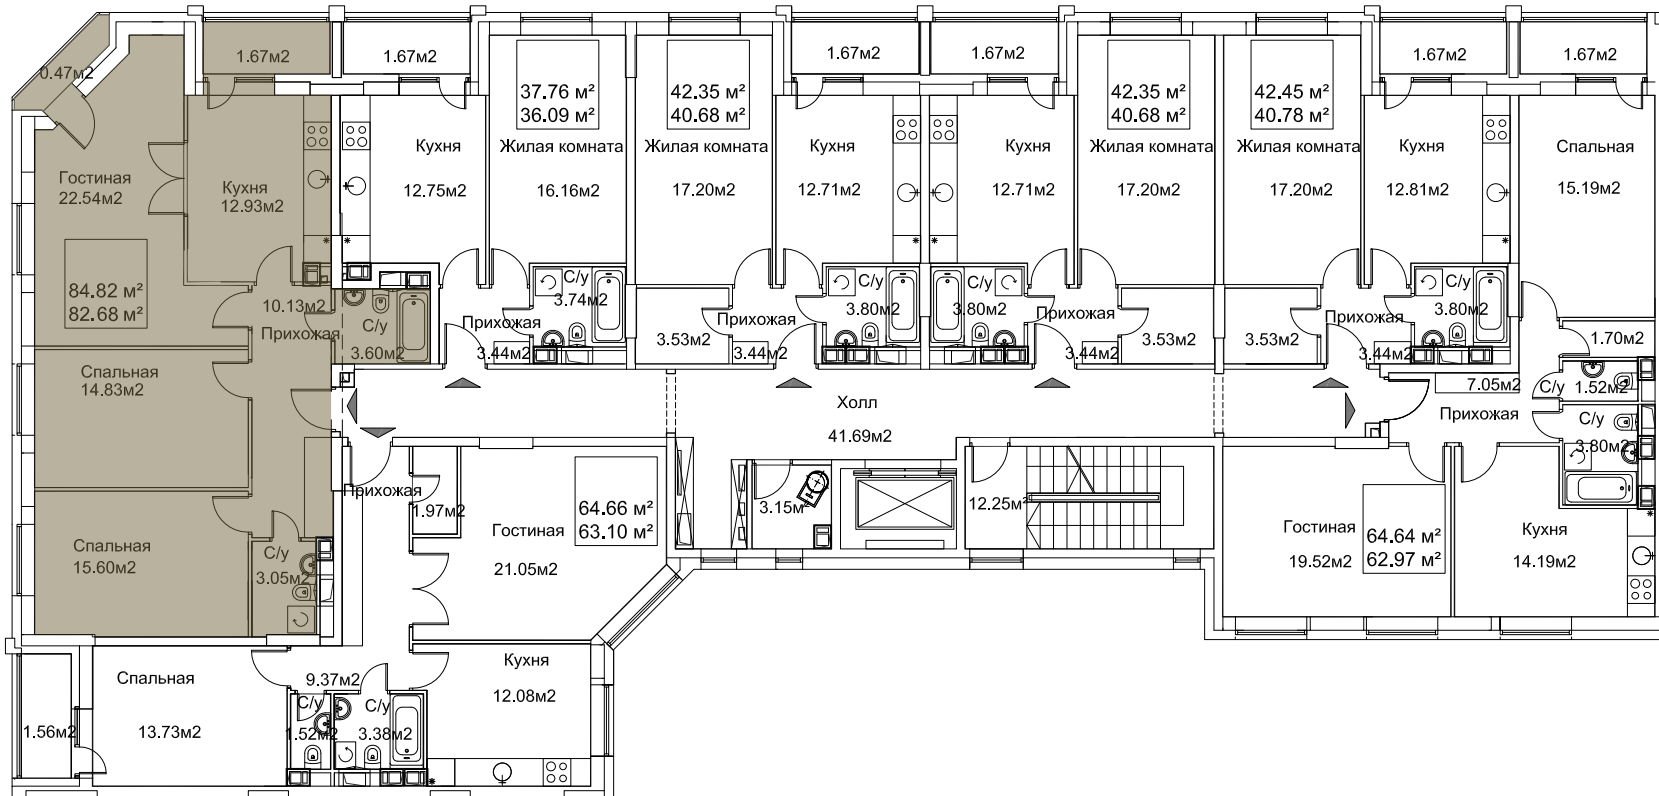 0.47м2
1.67м2
1.67м2
1.67м2
1.67м2
1.67м2
1.67м2
37.76 м²
36.09 м²
42.35 м²
40.68 м²
42.35 м²
40.68 м²
42.45 м²
40.78 м²
Гостиная
22.54м2
Кухня
12.93м2
Кухня
12.75м2
Жилая комната
16.16м2
Жилая комната
17.20м2
Кухня
12.71м2
Кухня
12.71м2
Жилая комната
17.20м2
Жилая комната
17.20м2
Кухня
12.81м2
Спальная
15.19м2
84.82 м²
82.68 м²
10.13м2
Прихожая
С/у
3.60м2
Прихожая
3.44м2
С/у
3.74м2
3.53м2
Прихожая
3.44м2
С/у
3.80м2
С/у
3.80м2
Прихожая
3.44м2
3.53м2
3.53м2
Прихожая
3.44м2
С/у
3.80м2
1.70м2
Спальная
14.83м2
Холл
41.69м2
7.05м2
Прихожая
С/у
1.52м2
С/у
3.80м2
Спальная
15.60м2
С/у
3.05м2
Прихожая
1.97м2
Гостиная
21.05м2
64.66 м²
63.10 м²
3.15м²
12.25м2
Гостиная
19.52м2
64.64 м²
62.97 м²
Кухня
14.19м2
1.56м2
Спальная
13.73м2
9.37м2
С/у
1.52м2
С/у
3.38м2
Кухня
12.08м2